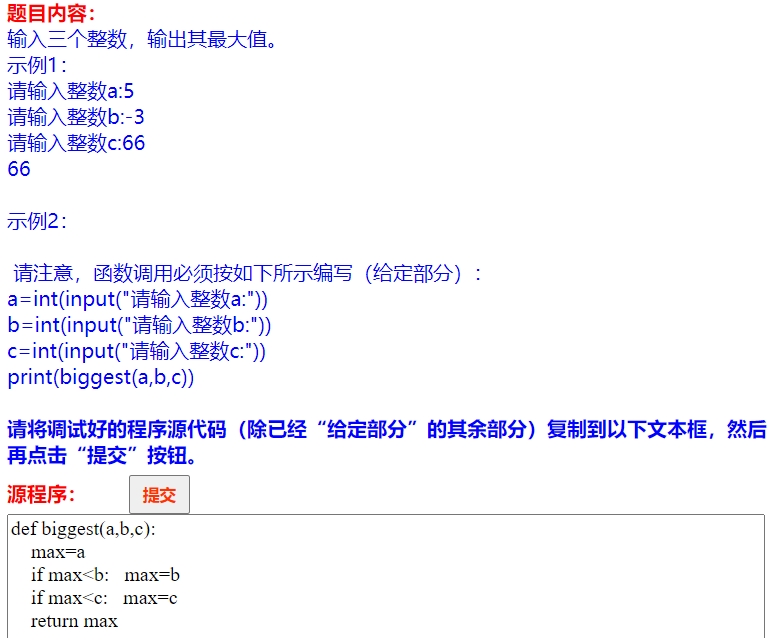 题目内容：
输入三个整数，输出其最大值。
示例1：
请输入整数a:5
请输入整数b:-3
请输入整数c:66
66
示例2：
请注意，函数调用必须按如下所示编写（给定部分）：
a=int(input("请输入整数a:"))
b=int(input("请输入整数b:"))
c=int(input("请输入整数c:"))
print(biggest(a,b,c))
请将调试好的程序源代码（除已经“给定部分”的其余部分）复制到以下文本框，然后
再点击“提交”按钮。
源程序： 提交
def biggest(a,b,c):
    max=a
    if max<b:   max=b
    if max<c:   max=c
    return max